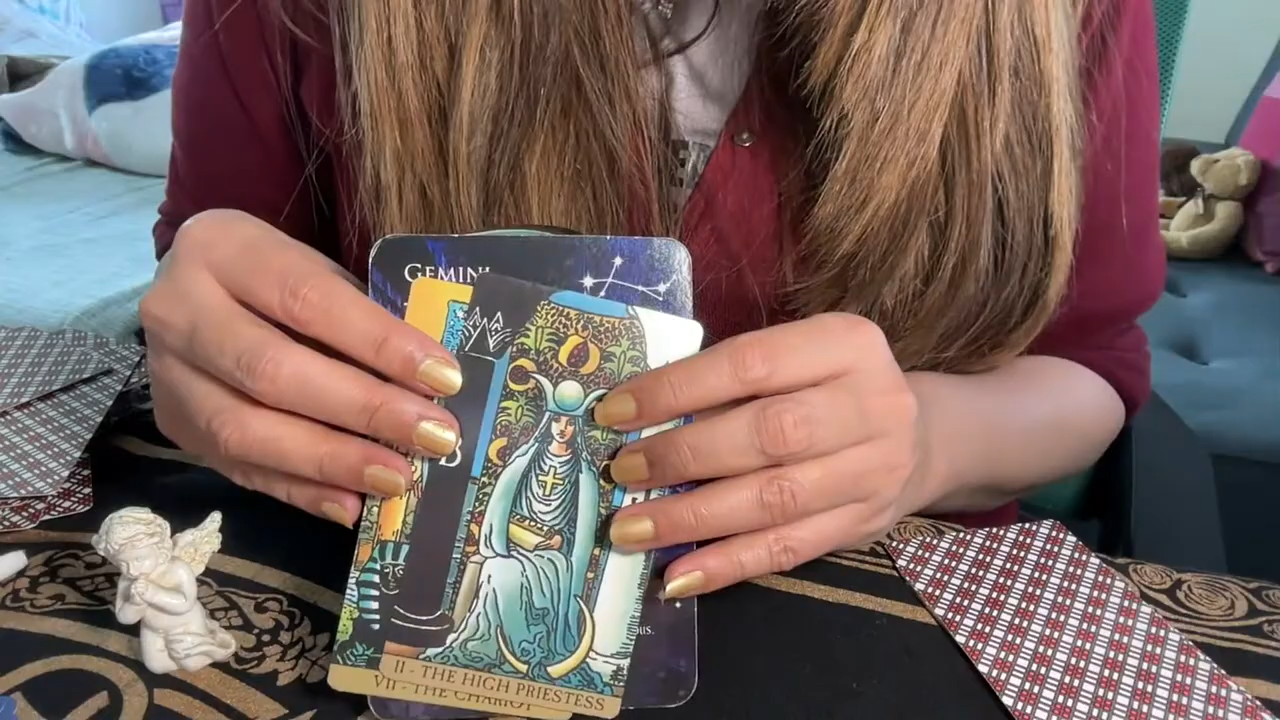 GEMINI
B
II - THE HIGH PRIESTESS
VII - THE CHARIOT